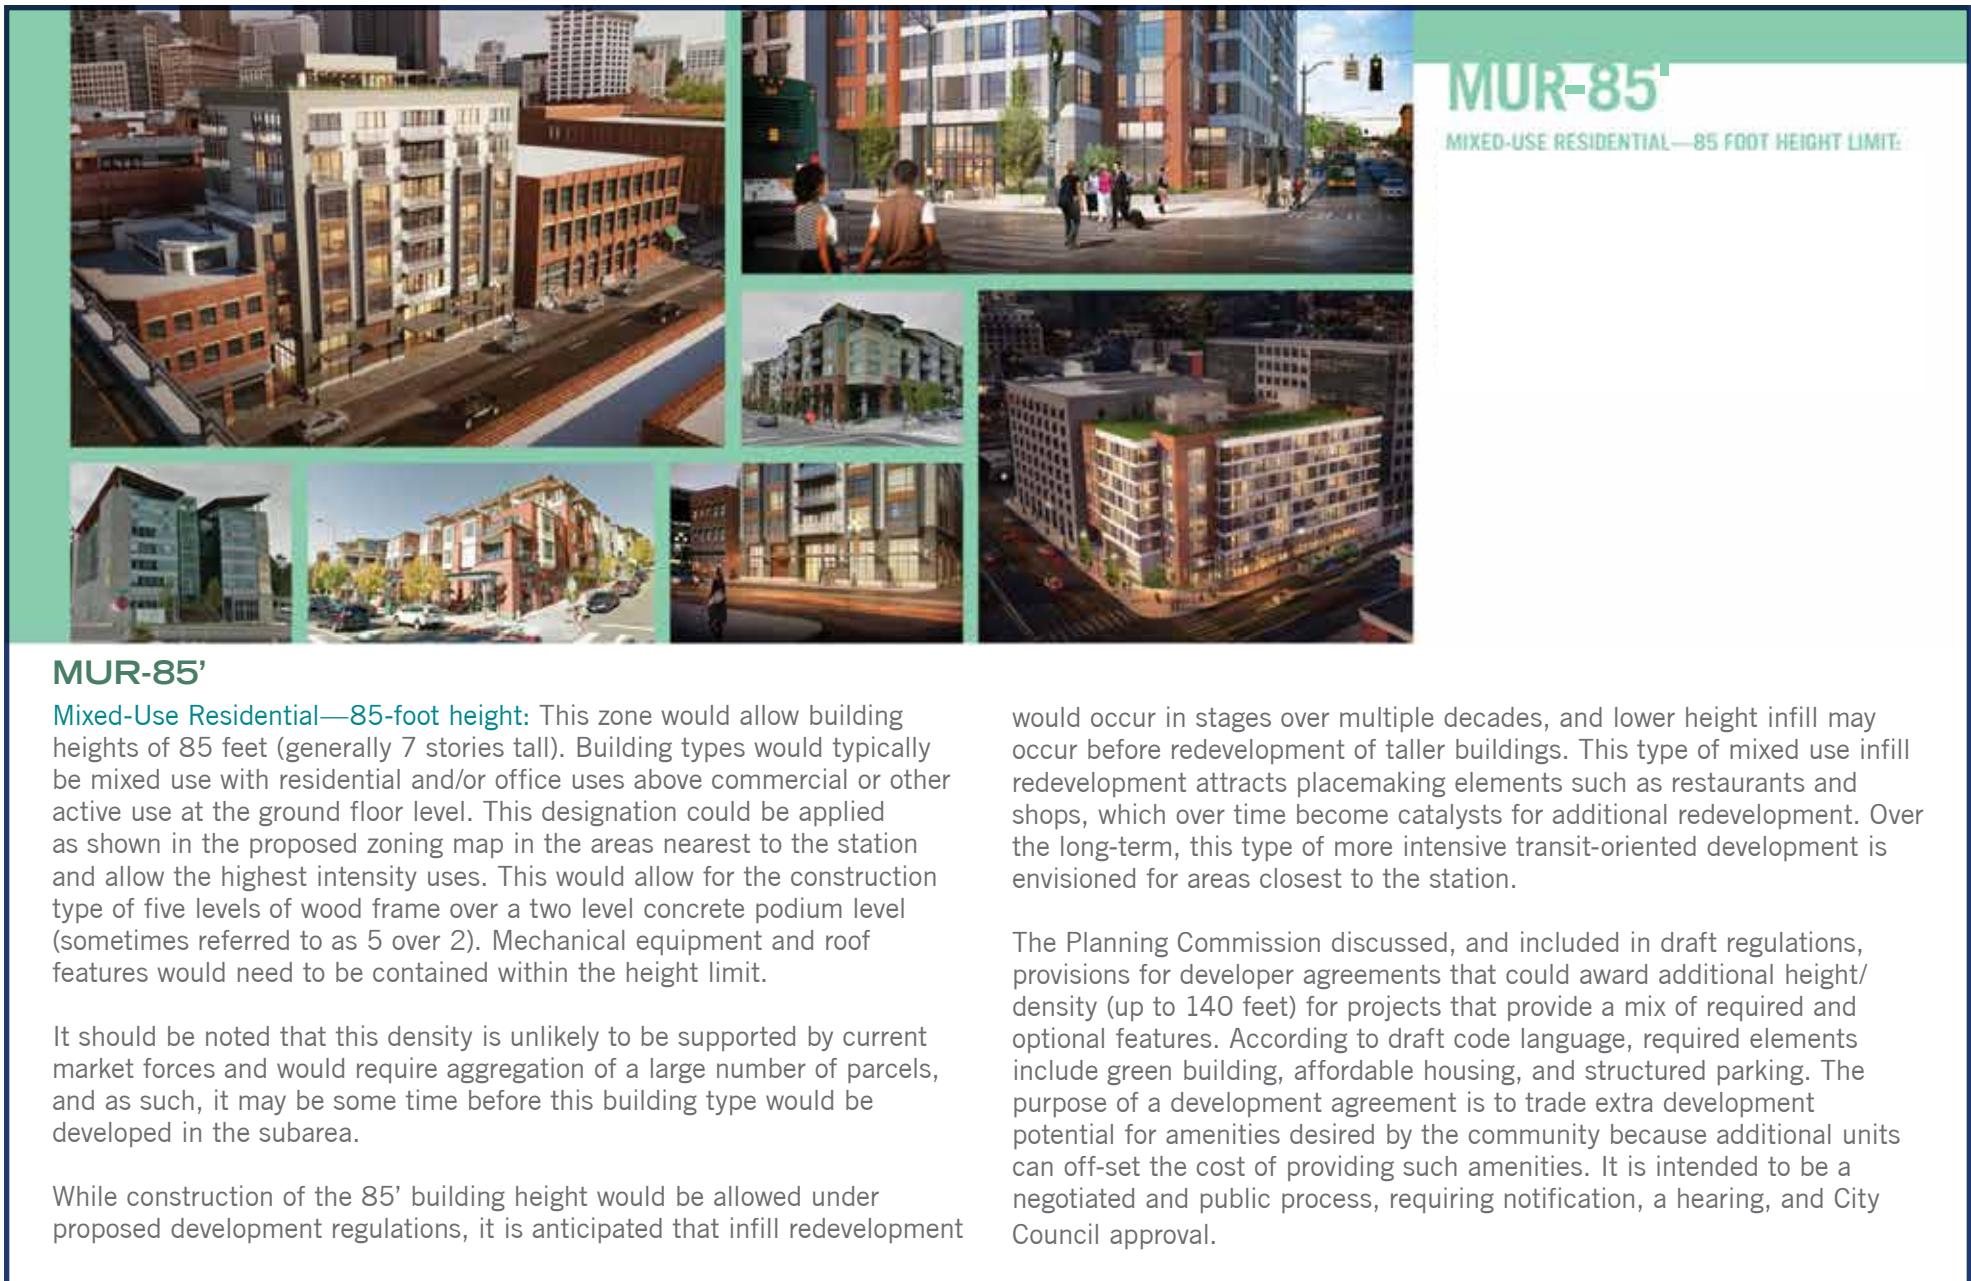 MUR-85'
MIXED-USE RESIDENTIAL—85 FOOT HEIGHT LIMIT:
MUR-85’
Mixed-Use Residential—85-foot height: This zone would allow building
heights of 85 feet (generally 7 stories tall). Building types would typically
be mixed use with residential and/or office uses above commercial or other
active use at the ground floor level. This designation could be applied
as shown in the proposed zoning map in the areas nearest to the station
and allow the highest intensity uses. This would allow for the construction
type of five levels of wood frame over a two level concrete podium level
(sometimes referred to as 5 over 2). Mechanical equipment and roof
features would need to be contained within the height limit.
It should be noted that this density is unlikely to be supported by current
market forces and would require aggregation of a large number of parcels,
and as such, it may be some time before this building type would be
developed in the subarea.
While construction of the 85’ building height would be allowed under
proposed development regulations, it is anticipated that infill redevelopment
would occur in stages over multiple decades, and lower height infill may
occur before redevelopment of taller buildings. This type of mixed use infill
redevelopment attracts placemaking elements such as restaurants and
shops, which over time become catalysts for additional redevelopment. Over
the long-term, this type of more intensive transit-oriented development is
envisioned for areas closest to the station.
The Planning Commission discussed, and included in draft regulations,
provisions for developer agreements that could award additional height/
density (up to 140 feet) for projects that provide a mix of required and
optional features. According to draft code language, required elements
include green building, affordable housing, and structured parking. The
purpose of a development agreement is to trade extra development
potential for amenities desired by the community because additional units
can off-set the cost of providing such amenities. It is intended to be a
negotiated and public process, requiring notification, a hearing, and City
Council approval.